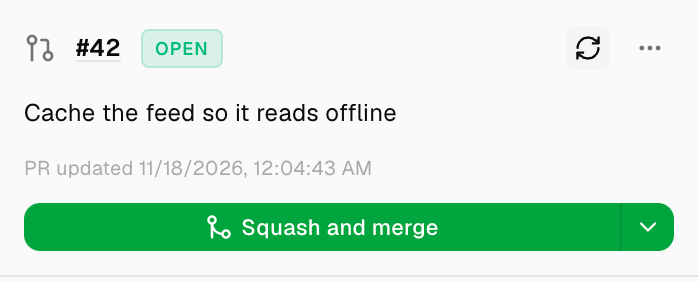 #42 OPEN
Cache the feed so it reads offline
PR updated 11/18/2026, 12:04:43 AM
Squash and merge